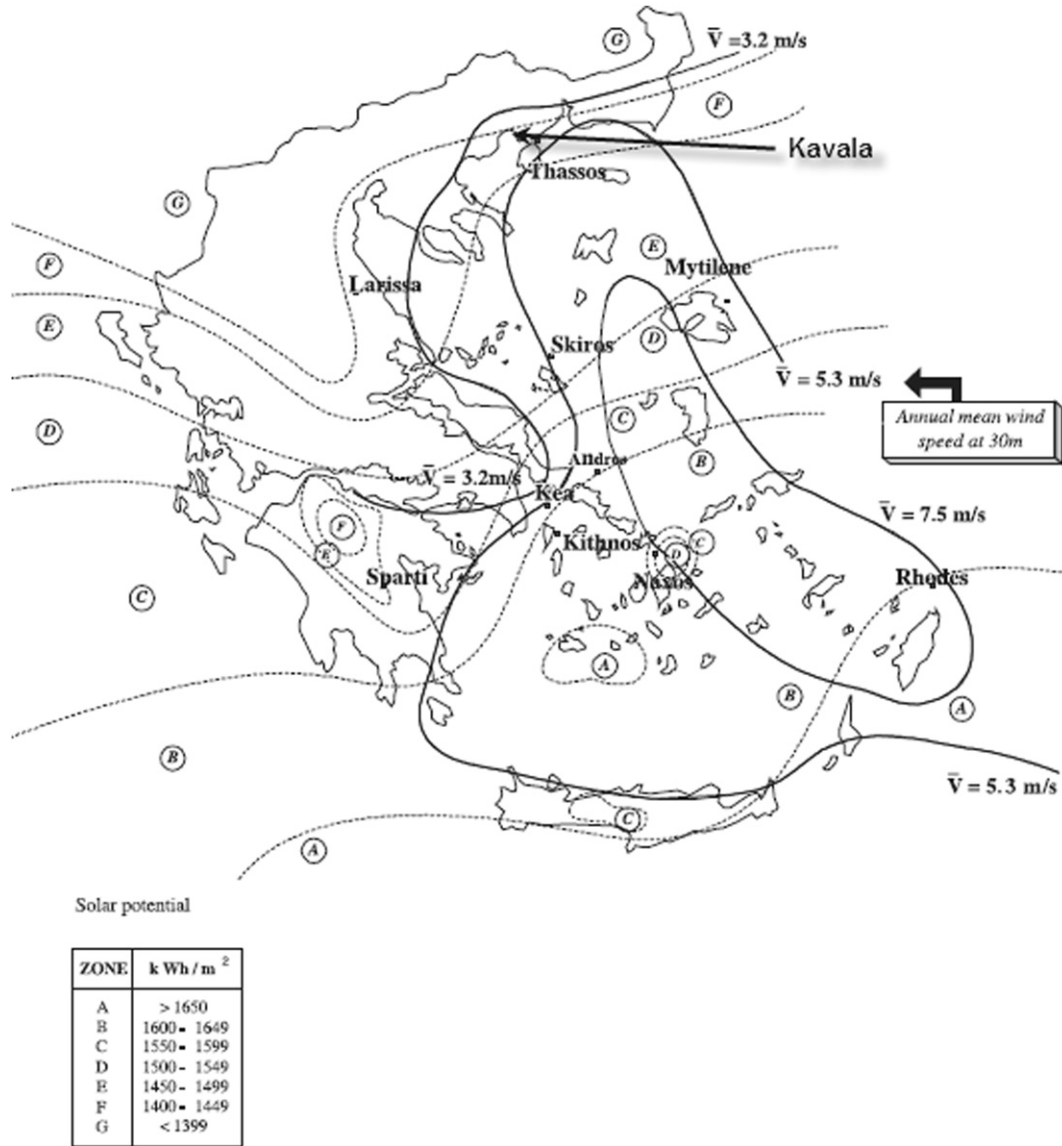 G
V̄ =3.2 m/s
F
Kavala
Thassos
G
E
Mytilene
F
Larissa
E
D
Skiros
V̄ = 5.3 m/s
Annual mean wind
speed at 30m
C
D
Andros
B
V̄ = 3.2m/s
Kea
V̄ = 7.5 m/s
F
Kithnos
C
E
D
Sparti
Naxos
Rhodes
C
A
B
A
B
V̄ = 5.3 m/s
C
A
Solar potential
ZONE k Wh / m 2
A > 1650
B 1600 - 1649
C 1550 - 1599
D 1500 - 1549
E 1450 - 1499
F 1400 - 1449
G < 1399